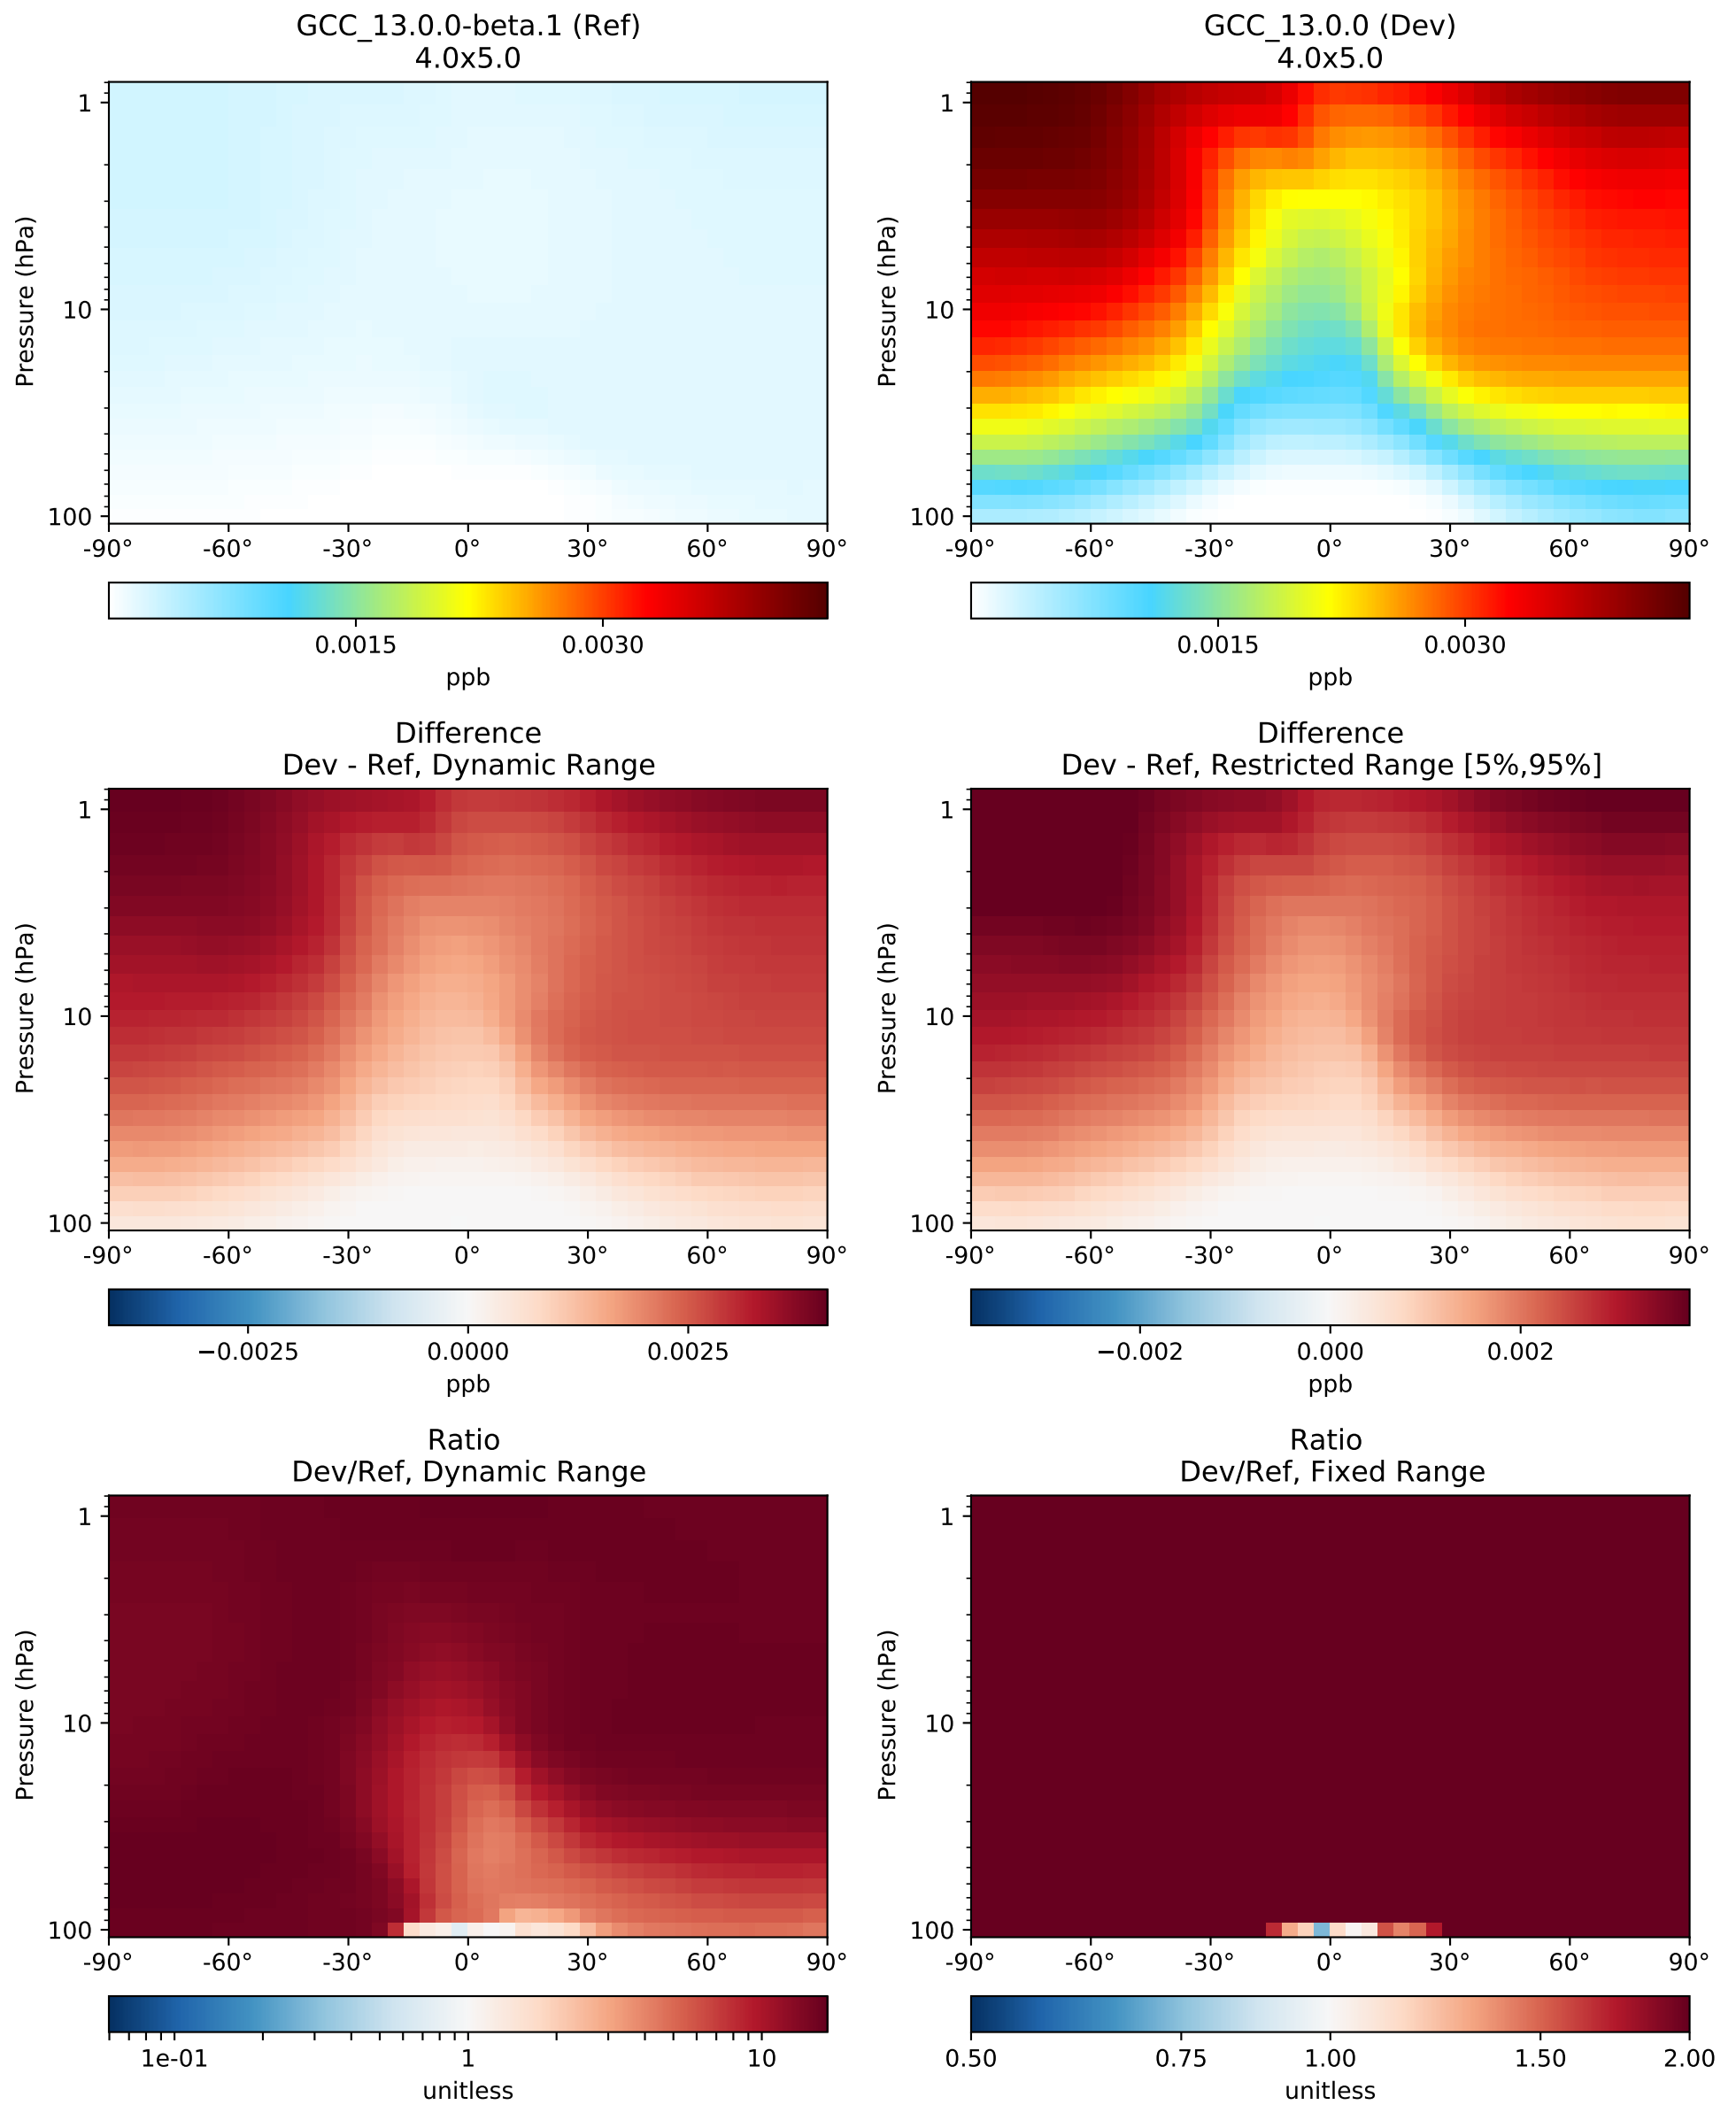 GCC_13.0.0-beta.1 (Ref)
4.0x5.0
Pressure (hPa)
1
10
100
-90° -60° -30° 0° 30° 60° 90°
0.0015 0.0030
ppb
GCC_13.0.0 (Dev)
4.0x5.0
Pressure (hPa)
1
10
100
-90° -60° -30° 0° 30° 60° 90°
0.0015 0.0030
ppb
Difference
Dev - Ref, Dynamic Range
Pressure (hPa)
1
10
100
-90° -60° -30° 0° 30° 60° 90°
−0.0025 0.0000 0.0025
ppb
Difference
Dev - Ref, Restricted Range [5%,95%]
Pressure (hPa)
1
10
100
-90° -60° -30° 0° 30° 60° 90°
−0.002 0.000 0.002
ppb
Ratio
Dev/Ref, Dynamic Range
Pressure (hPa)
1
10
100
-90° -60° -30° 0° 30° 60° 90°
1e-01 1 10
unitless
Ratio
Dev/Ref, Fixed Range
Pressure (hPa)
1
10
100
-90° -60° -30° 0° 30° 60° 90°
0.50 0.75 1.00 1.50 2.00
unitless